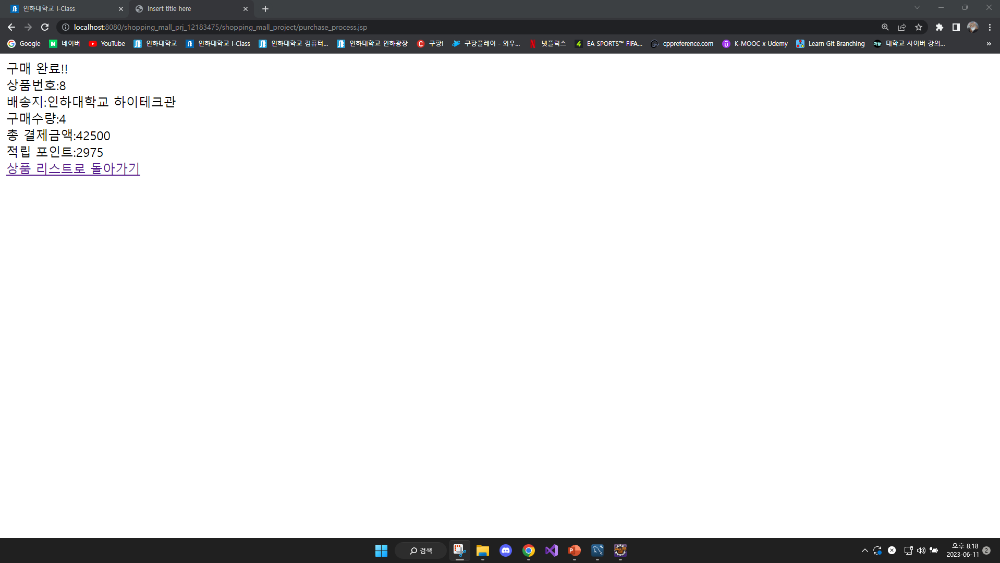 인하대학교 I-Class
Insert title here
localhost:8080/shopping_mall_prj_12183475/shopping_mall_project/purchase_process.jsp
Google 네이버 YouTube 인하대학교 인하대학교 I-Class 인하대학교 컴퓨터... 인하대학교 인하광장 쿠팡! 쿠팡플레이 - 와우... 넷플릭스 EA SPORTS™ FIFA... cppreference.com K-MOOC x Udemy Learn Git Branching 대학교 사이버 강의... »
구매 완료!!
상품번호:8
배송지:인하대학교 하이테크관
구매수량:4
총 결제금액:42500
적립 포인트:2975
상품 리스트로 돌아가기
검색
오후 8:18
2023-06-11
2